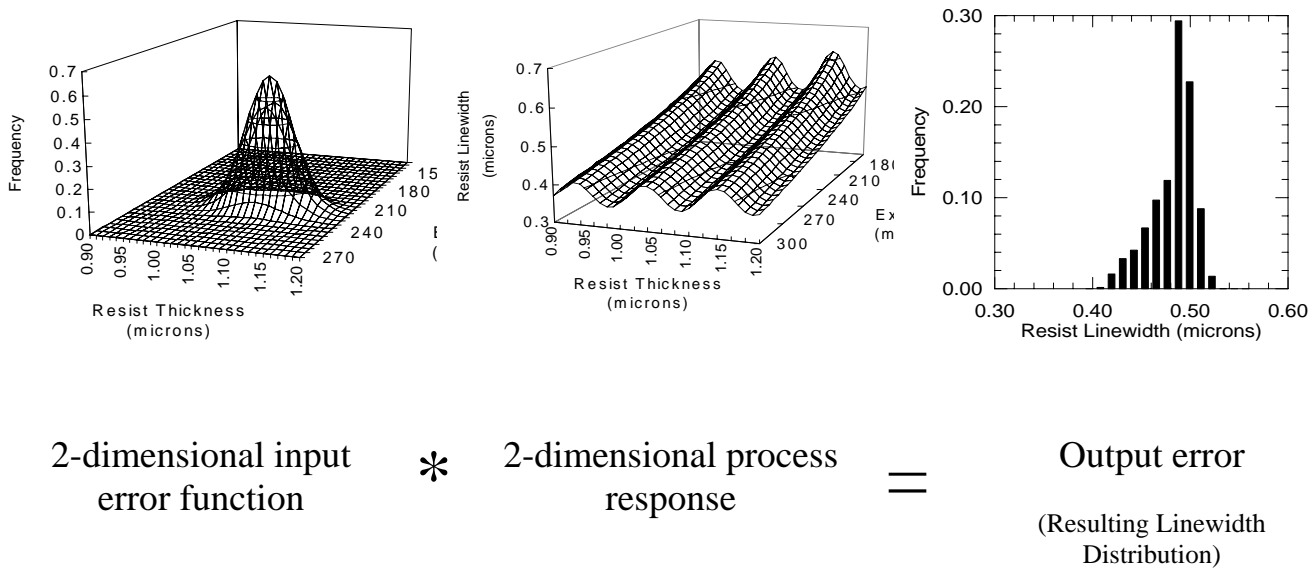 0.7
0.6
0.5
0.4
0.3
0.2
0.1
0
Frequency
0.90
0.95
1.00
1.05
1.10
1.15
1.20
Resist Thickness
(microns)
15
180
210
240
270
E
(
0.7
0.6
0.5
0.4
0.3
Resist Linewidth
(microns)
0.90
0.95
1.00
1.05
1.10
1.15
1.20
Resist Thickness
(microns)
180
210
240
270
300
Ex
(m
0.30
0.20
0.10
0.00
Frequency
0.30 0.40 0.50 0.60
Resist Linewidth (microns)
2-dimensional input
error function
*
2-dimensional process
response
=
Output error
(Resulting Linewidth
Distribution)